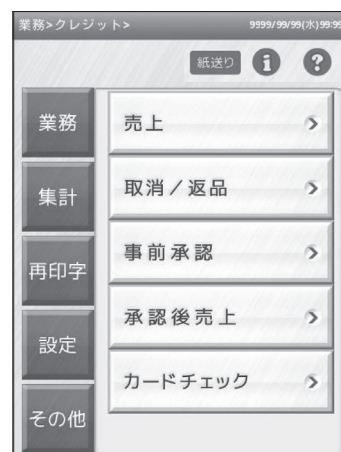 業務>クレジット> 9999/99/99(水)99:99
紙送り i ?
業務
集計
再印字
設定
その他
売上
取消/返品
事前承認
承認後売上
カードチェック